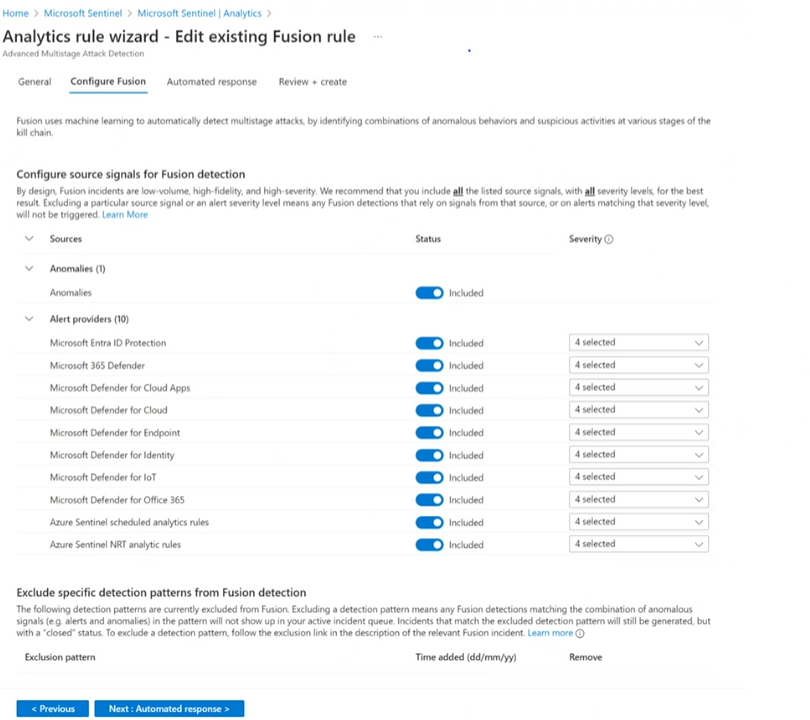 Home > Microsoft Sentinel > Microsoft Sentinel | Analytics >
Analytics rule wizard - Edit existing Fusion rule ...
Advanced Multistage Attack Detection
General Configure Fusion Automated response Review + create
Fusion uses machine learning to automatically detect multistage attacks, by identifying combinations of anomalous behaviors and suspicious activities at various stages of the
kill chain.
Configure source signals for Fusion detection
By design, Fusion incidents are low-volume, high-fidelity, and high-severity. We recommend that you include all the listed source signals, with all severity levels, for the best
result. Excluding a particular source signal or an alert severity level means any Fusion detections that rely on signals from that source, or on alerts matching that severity level,
will not be triggered. Learn More
Sources Status Severity
Anomalies (1)
Anomalies Included
Alert providers (10)
Microsoft Entra ID Protection Included 4 selected
Microsoft 365 Defender Included 4 selected
Microsoft Defender for Cloud Apps Included 4 selected
Microsoft Defender for Cloud Included 4 selected
Microsoft Defender for Endpoint Included 4 selected
Microsoft Defender for Identity Included 4 selected
Microsoft Defender for IoT Included 4 selected
Microsoft Defender for Office 365 Included 4 selected
Azure Sentinel scheduled analytics rules Included 4 selected
Azure Sentinel NRT analytic rules Included 4 selected
Exclude specific detection patterns from Fusion detection
The following detection patterns are currently excluded from Fusion. Excluding a detection pattern means any Fusion detections matching the combination of anomalous
signals (e.g. alerts and anomalies) in the pattern will not show up in your active incident queue. Incidents that match the excluded detection pattern will still be generated, but
with a "closed" status. To exclude a detection pattern, follow the exclusion link in the description of the relevant Fusion incident. Learn more
Exclusion pattern Time added (dd/mm/yy) Remove
< Previous Next : Automated response >